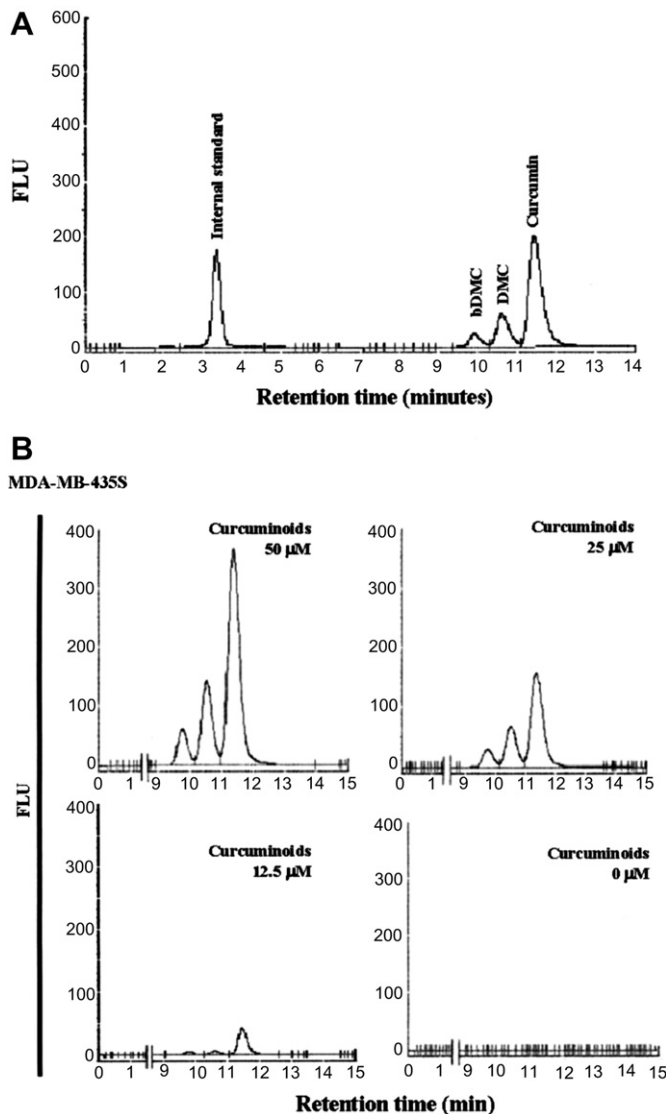 A
600
400
300
200
100
0
FLU
Internal standard
bDMC
DMC
Curcumin
0 1 2 3 4 5 6 7 8 9 10 11 12 13 14
Retention time (minutes)
B
MDA-MB-435S
FLU
Curcuminoids
50 µM
400
300
200
100
0
0 1 9 10 11 12 13 14 15
Curcuminoids
25 µM
400
300
200
100
0
0 1 9 10 11 12 13 14 15
Curcuminoids
12.5 µM
400
300
200
100
0
0 1 9 10 11 12 13 14 15
Curcuminoids
0 µM
400
300
200
100
0
0 1 9 10 11 12 13 14 15
Retention time (min)